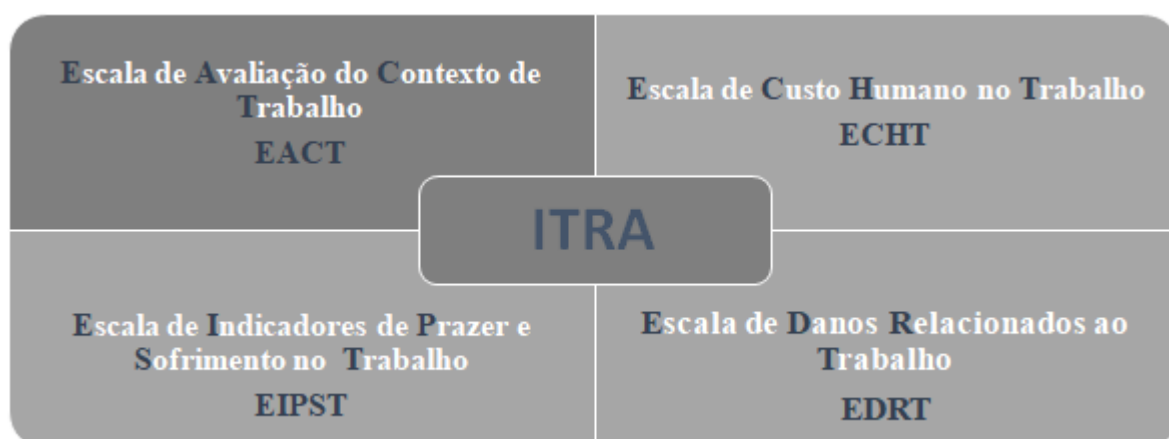 Escala de Avaliação do Contexto de
Trabalho
EACT
Escala de Custo Humano no Trabalho
ECHT
ITRA
Escala de Indicadores de Prazer e
Sofrimento no Trabalho
EIPST
Escala de Danos Relacionados ao
Trabalho
EDRT